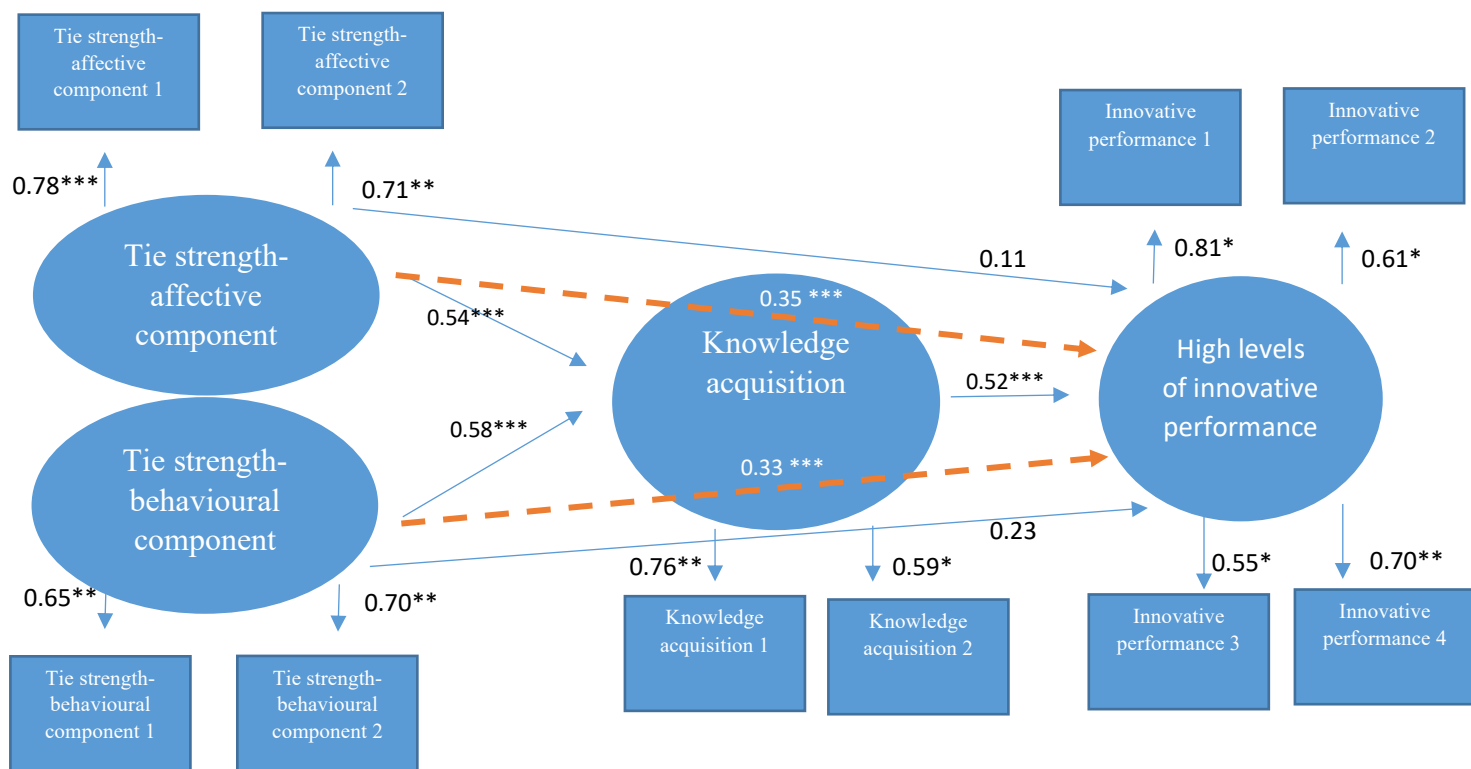 Tie strength-
affective
component 1
Tie strength-
affective
component 2
Innovative
performance 1
Innovative
performance 2
0.78***
0.71**
0.81*
0.61*
Tie strength-
affective
component
0.11
0.54***
0.35 ***
Knowledge
acquisition
0.52***
High levels
of innovative
performance
Tie strength-
behavioural
component
0.58***
0.33 ***
0.23
0.65**
0.70**
0.76**
0.59*
0.55*
0.70**
Tie strength-
behavioural
component 1
Tie strength-
behavioural
component 2
Knowledge
acquisition 1
Knowledge
acquisition 2
Innovative
performance 3
Innovative
performance 4